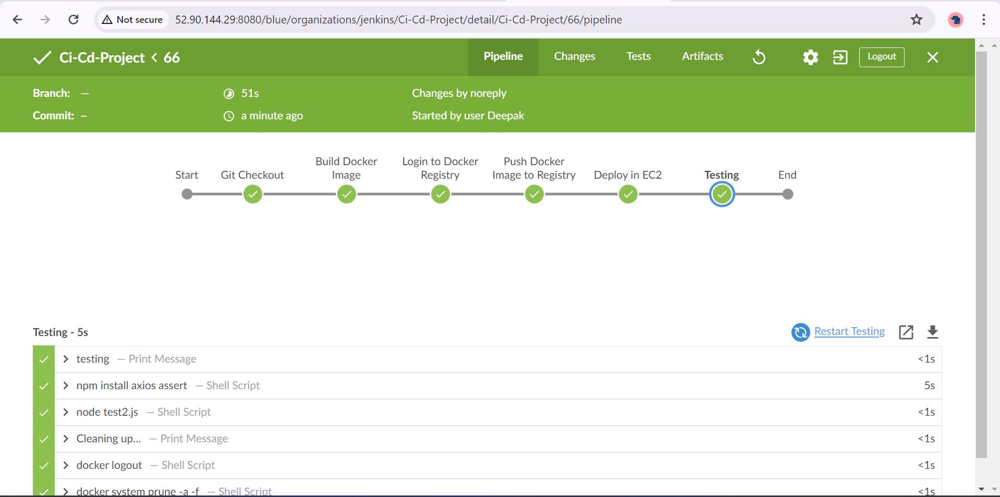 Not secure 52.90.144.29:8080/blue/organizations/jenkins/Ci-Cd-Project/detail/Ci-Cd-Project/66/pipeline
Ci-Cd-Project < 66 Pipeline Changes Tests Artifacts Logout
Branch: — 51s Changes by noreply
Commit: – a minute ago Started by user Deepak
Start
Git Checkout
Build Docker
Image
Login to Docker
Registry
Push Docker
Image to Registry
Deploy in EC2
Testing
End
Testing - 5s Restart Testing
testing — Print Message <1s
npm install axios assert — Shell Script 5s
node test2.js — Shell Script <1s
Cleaning up... — Print Message <1s
docker logout — Shell Script <1s
docker system prune -a -f — Shell Script <1s